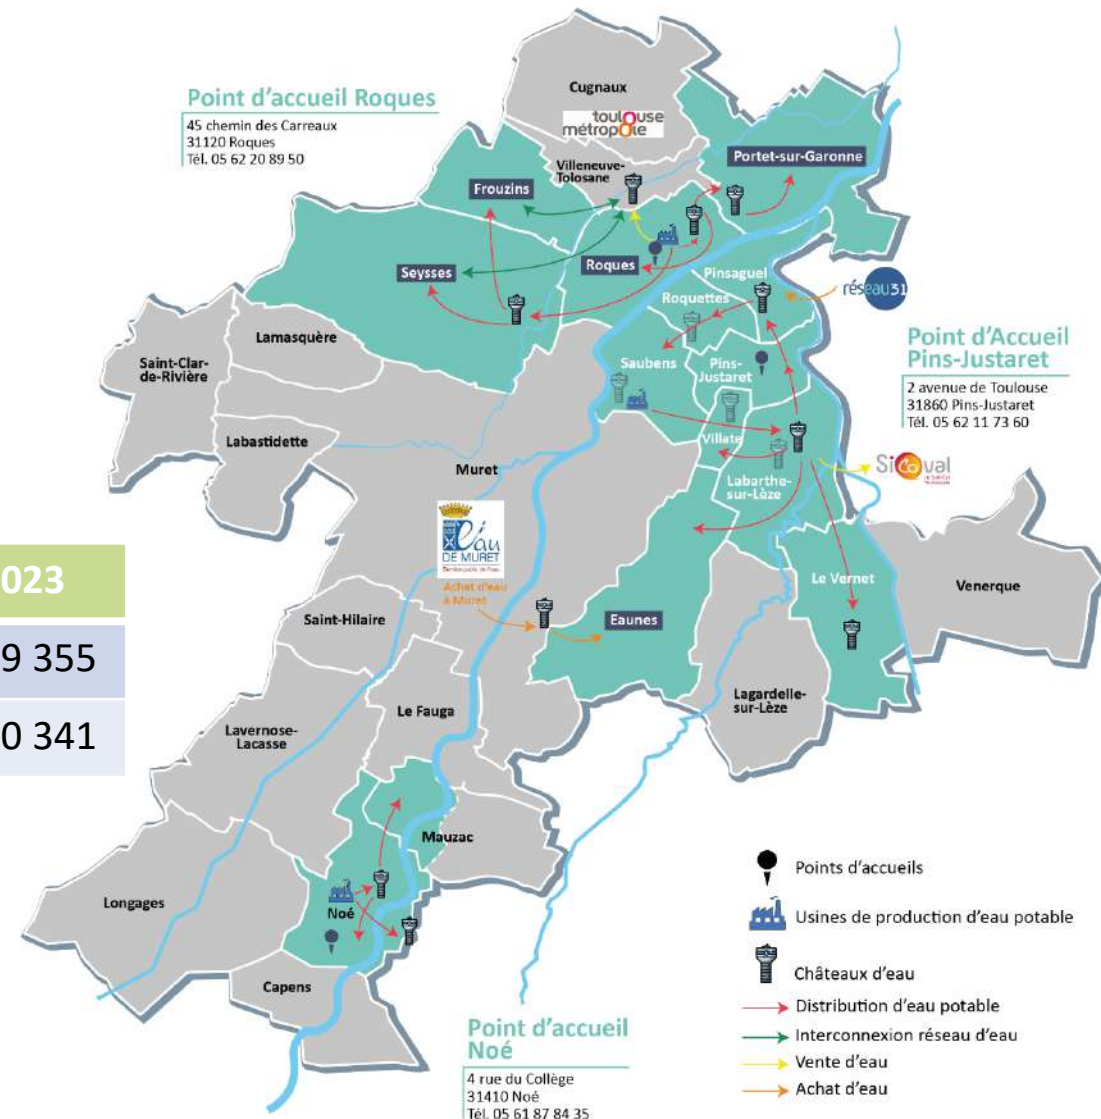 Cugnaux
toulouse
métropole
Point d'accueil Roques
45 chemin des Carreaux
31120 Roques
Tél. 05 62 20 89 50
Villeneuve-
Tolosane
Portet-sur-Garonne
Frouzins
Seysses
Roques
Pinsaguel
réseau31
Roquettes
Lamasquère
Saint-Clar-
de-Rivière
Saubens
Pins-
Justaret
Point d'Accueil
Pins-Justaret
2 avenue de Toulouse
31860 Pins-Justaret
Tél. 05 62 11 73 60
Labastidette
Villate
Muret
Labarthe-
sur-Lèze
Sicoval
eau
DE MURET
Achat d'eau
à Muret
023
9 355
0 341
Le Vernet
Venerque
Saint-Hilaire
Eaunes
Lagardelle-
sur-Lèze
Le Fauga
Lavernose-
Lacasse
Mauzac
Longages
Noé
Capens
Point d'accueil
Noé
4 rue du Collège
31410 Noé
Tél. 05 61 87 84 35
Points d'accueils
Usines de production d'eau potable
Châteaux d'eau
Distribution d'eau potable
Interconnexion réseau d'eau
Vente d'eau
Achat d'eau